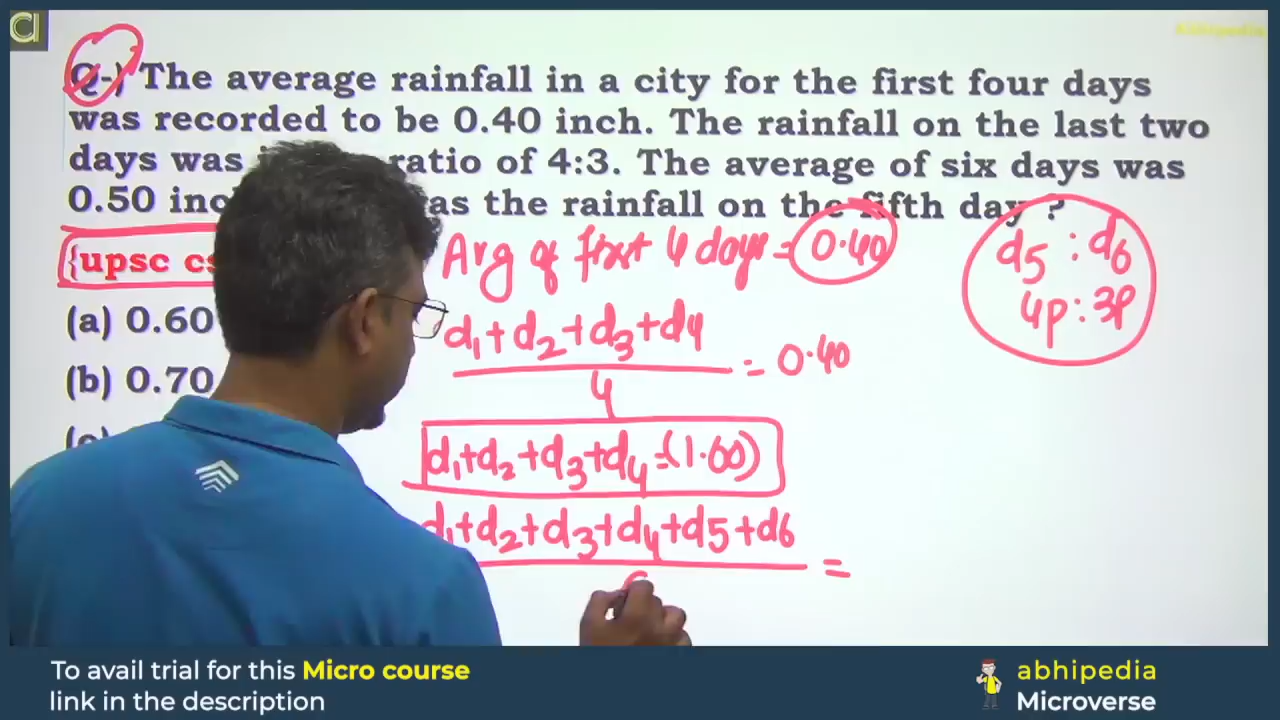 Q-) The average rainfall in a city for the first four days
was recorded to be 0.40 inch. The rainfall on the last two
days was ratio of 4:3. The average of six days was
0.50 the rainfall on the fifth day ?
{upsc
Avg of first 4 days = 0.40
d5 : d6
4p : 3p
(a) 0.60
d1 + d2 + d3 + d4
= 0.40
4
(b) 0.70
d1+d2+d3+d4=(1.60)
d1+d2+d3+d4+d5+d6
=
Abhipedia
To avail trial for this Micro course
link in the description
abhipedia
Microverse